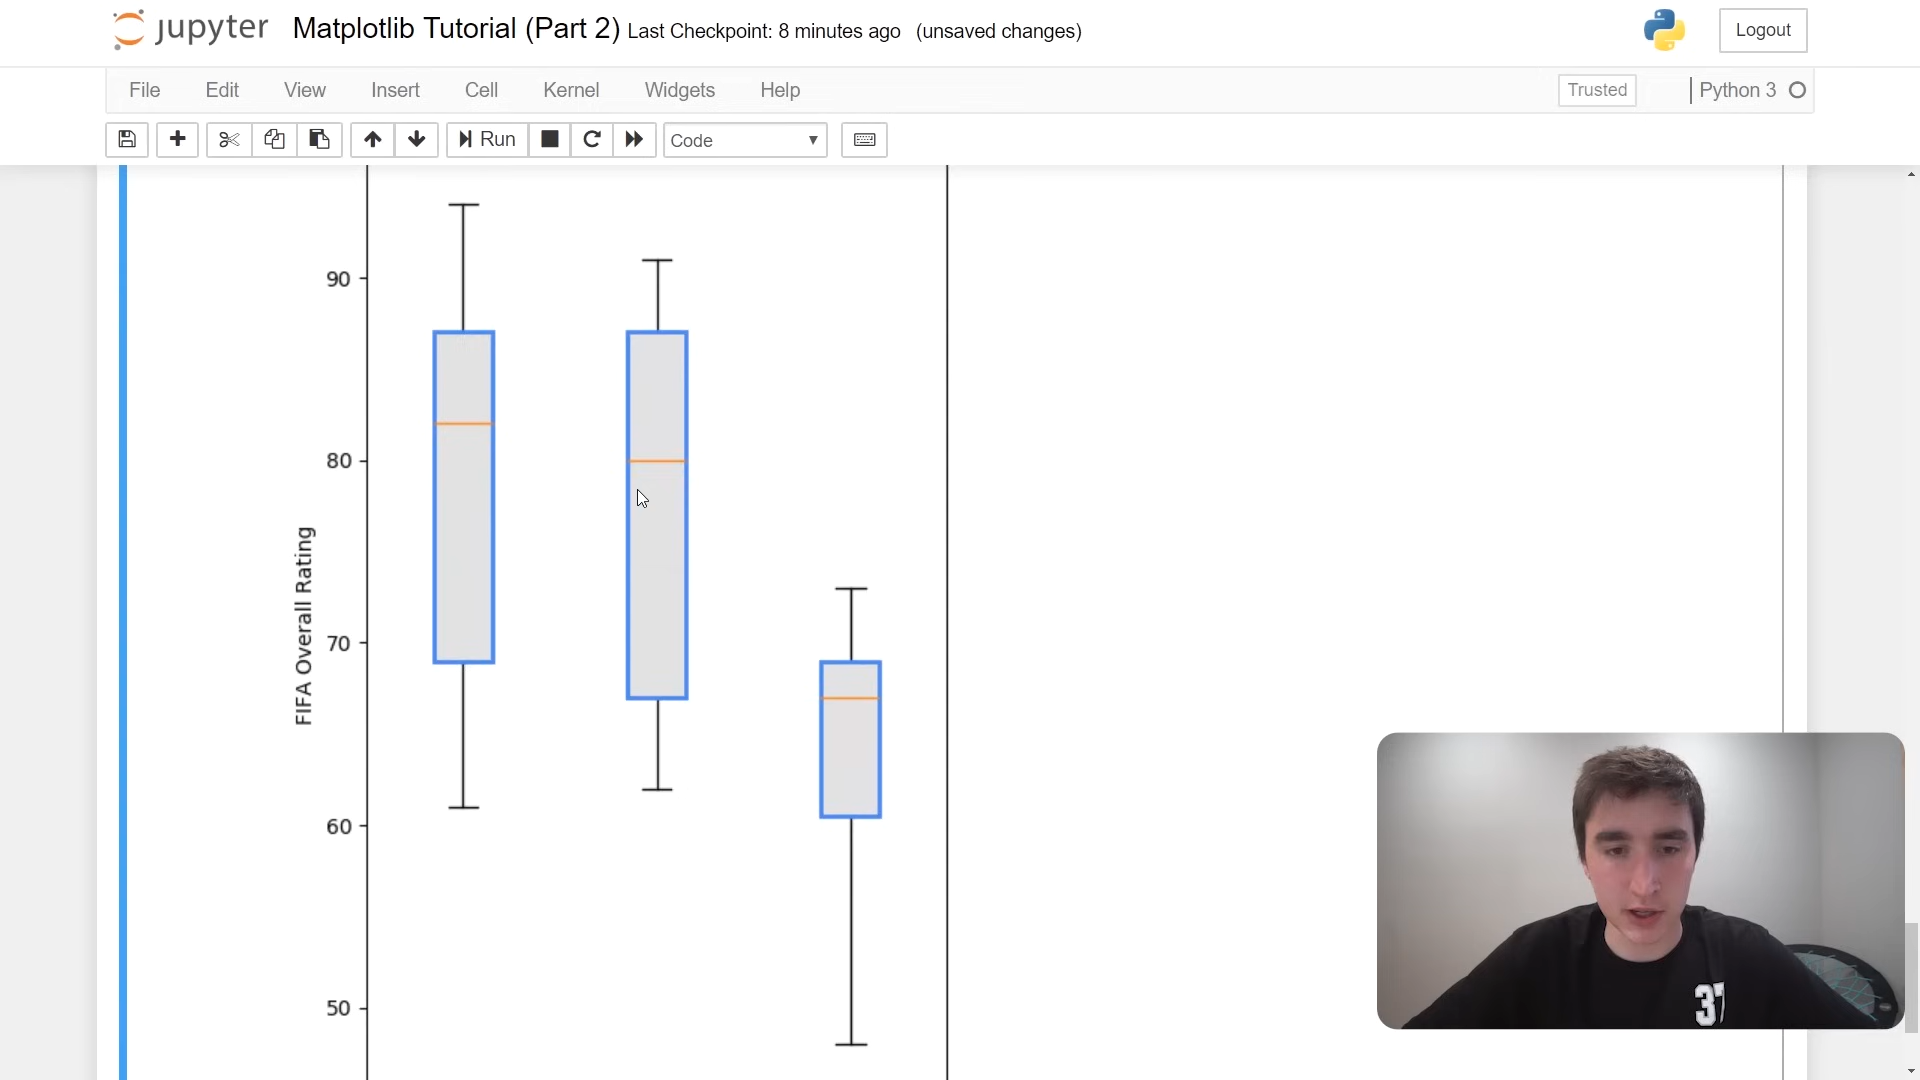 jupyter Matplotlib Tutorial (Part 2) Last Checkpoint: 8 minutes ago (unsaved changes)
Logout
File Edit View Insert Cell Kernel Widgets Help
Trusted
Python 3
Run
Code
90
80
70
60
50
FIFA Overall Rating
37